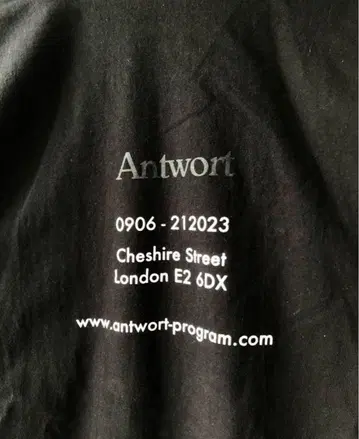 Antwort
0906 - 212023
Cheshire Street
London E2 6DX
www.antwort-program.com